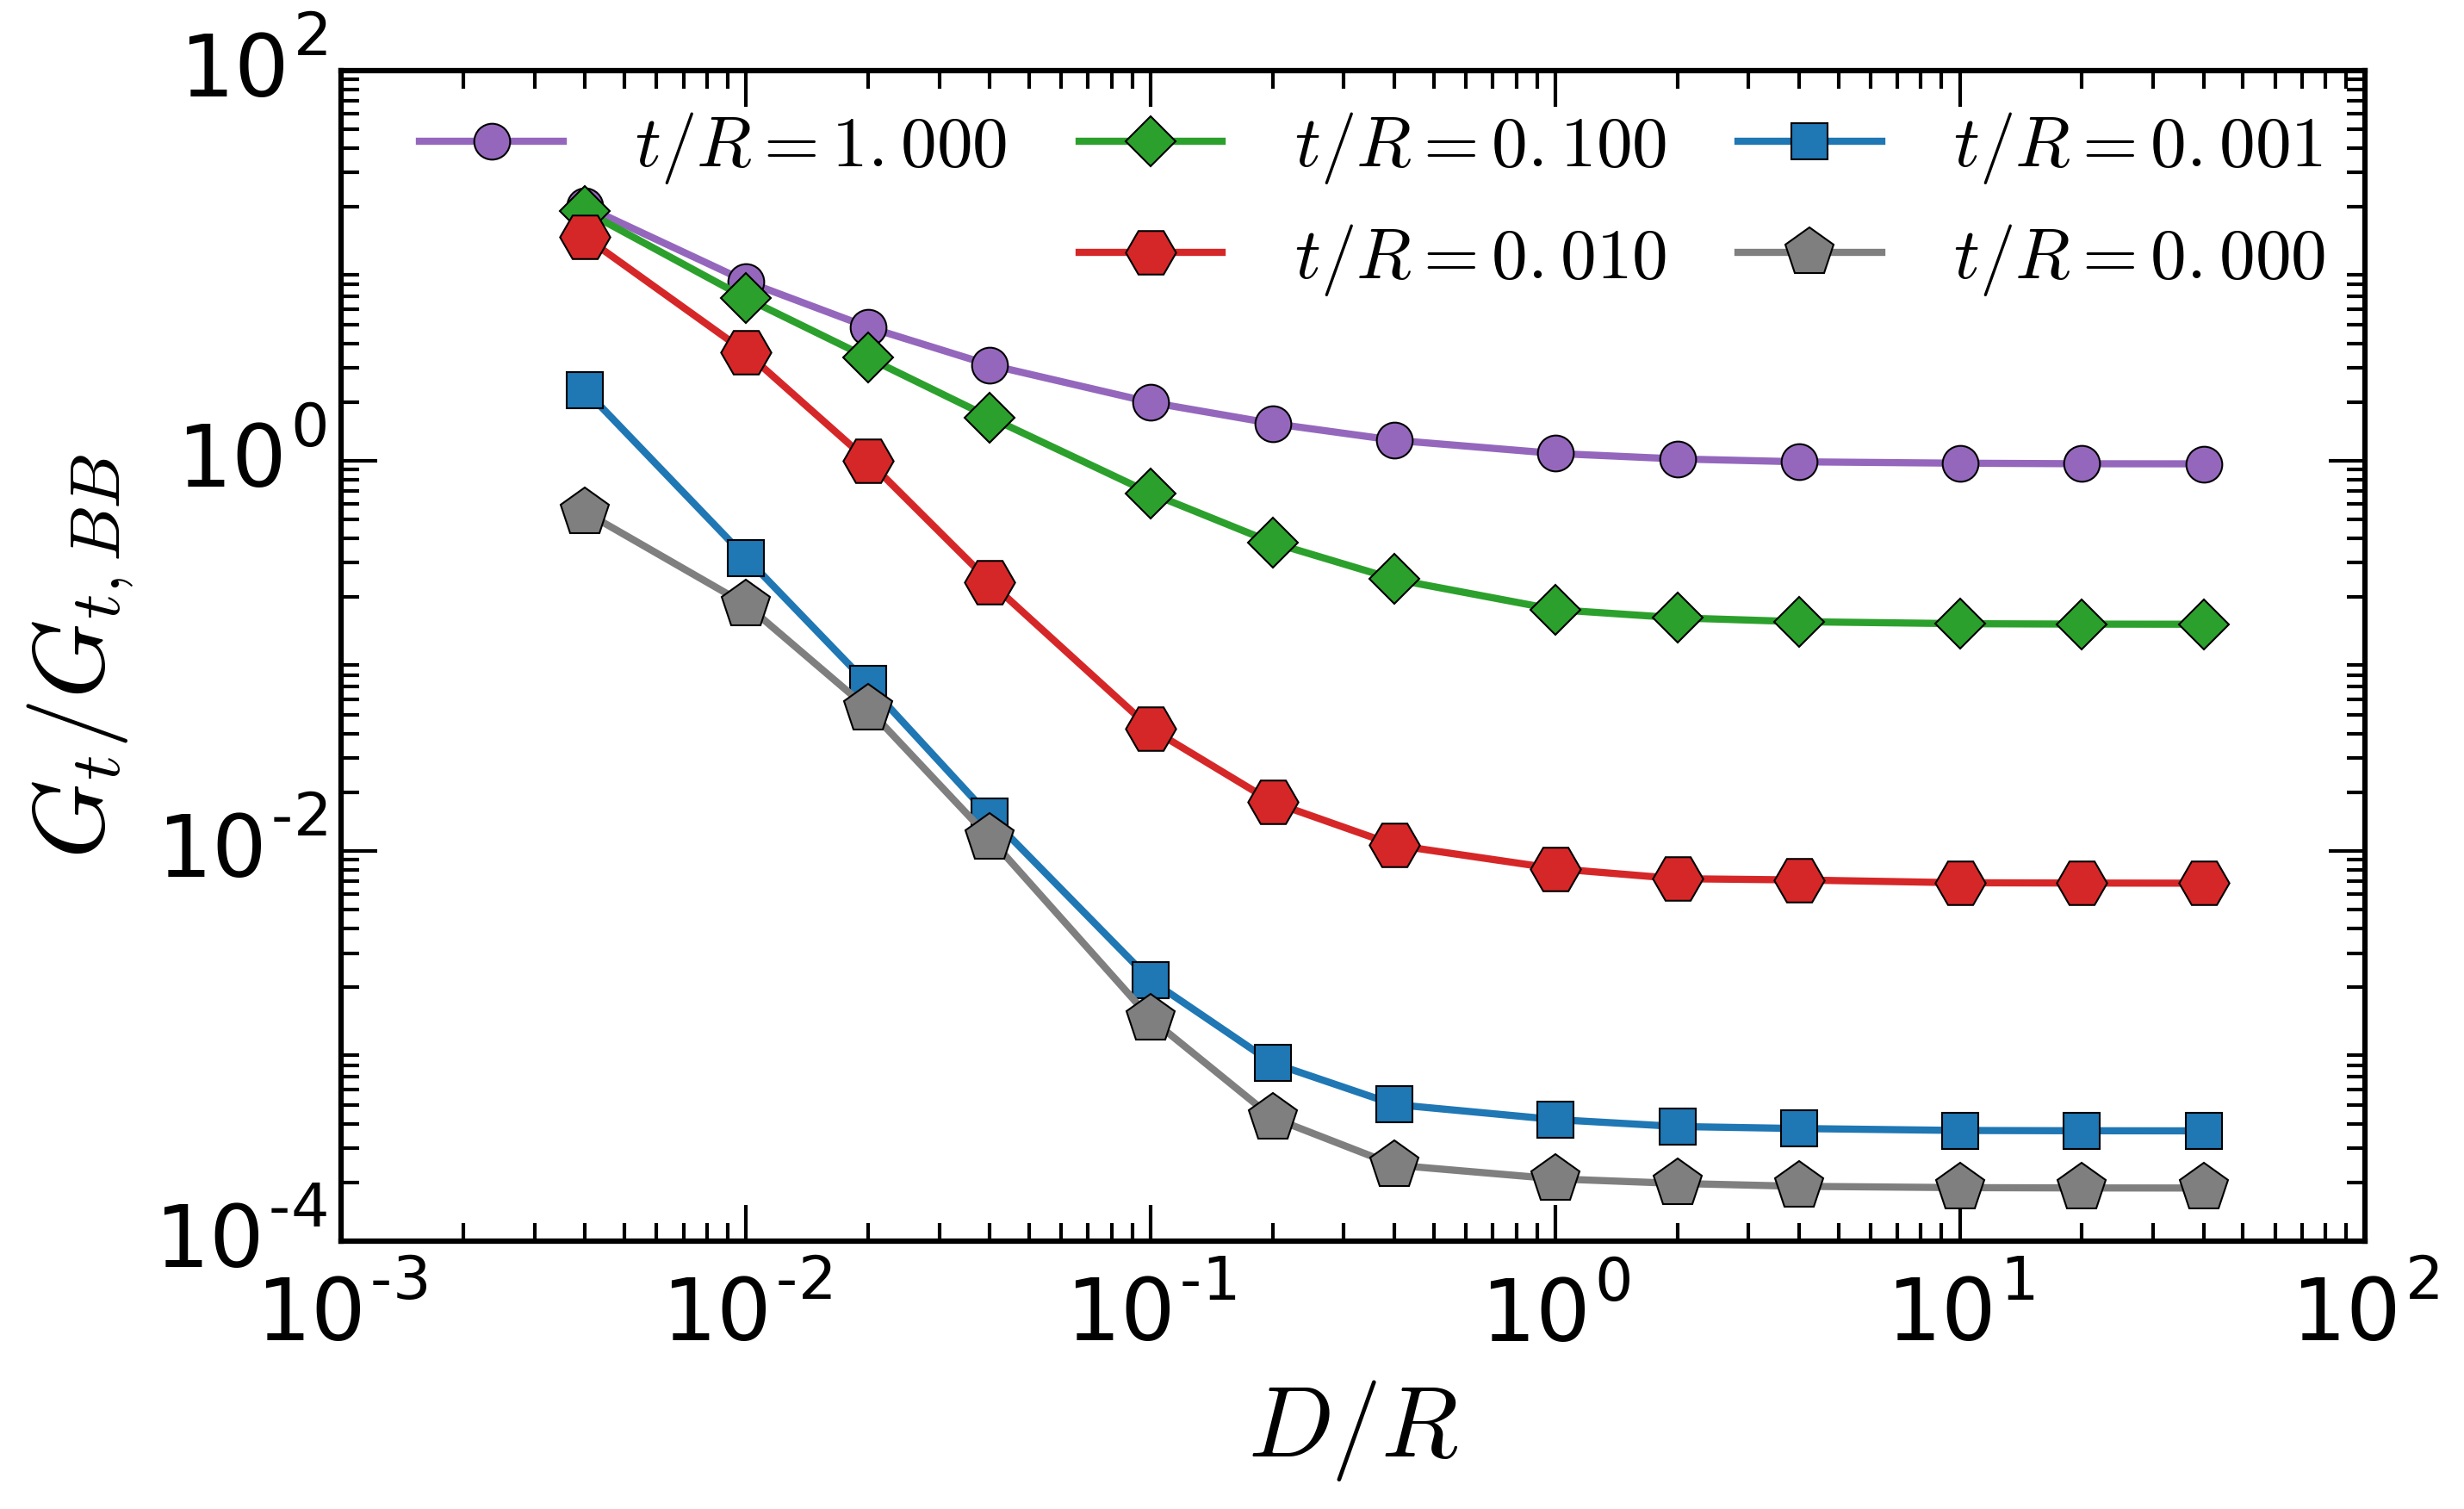 10^2
t/R = 1.000
t/R = 0.100
t/R = 0.001
t/R = 0.010
t/R = 0.000
10^0
G_t/G_{t, BB}
10^-2
10^-4
10^-3 10^-2 10^-1 10^0 10^1 10^2
D/R